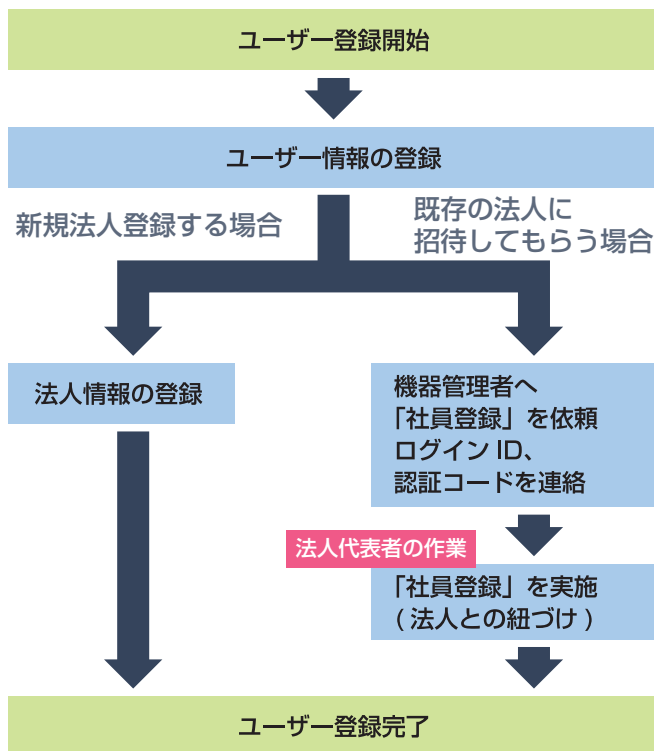 ユーザー登録開始
ユーザー情報の登録
新規法人登録する場合
既存の法人に
招待してもらう場合
法人情報の登録
機器管理者へ
「社員登録」を依頼
ログイン ID、
認証コードを連絡
法人代表者の作業
「社員登録」を実施
( 法人との紐づけ )
ユーザー登録完了